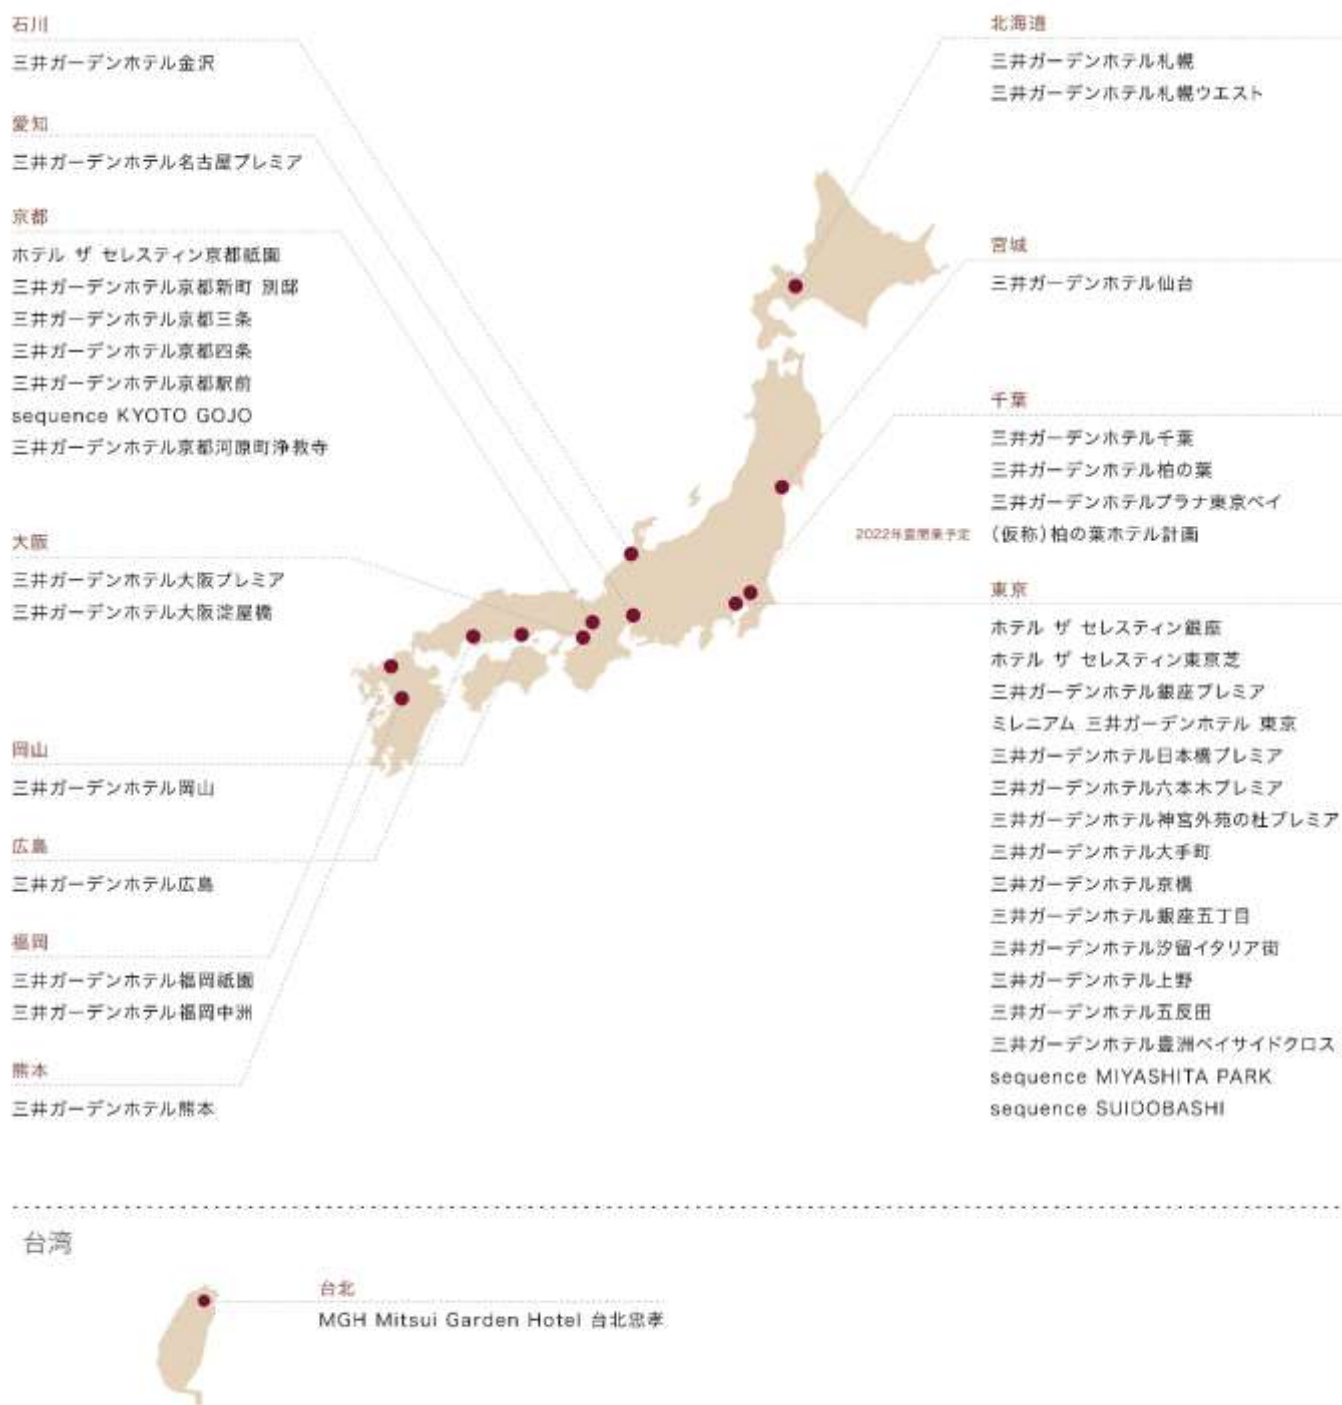 石川
三井ガーデンホテル金沢
愛知
三井ガーデンホテル名古屋プレミア
京都
ホテル ザ セレスティン京都祇園
三井ガーデンホテル京都新町 別邸
三井ガーデンホテル京都三条
三井ガーデンホテル京都四条
三井ガーデンホテル京都駅前
sequence KYOTO GOJO
三井ガーデンホテル京都河原町浄教寺
大阪
三井ガーデンホテル大阪プレミア
三井ガーデンホテル大阪淀屋橋
岡山
三井ガーデンホテル岡山
広島
三井ガーデンホテル広島
福岡
三井ガーデンホテル福岡祇園
三井ガーデンホテル福岡中洲
熊本
三井ガーデンホテル熊本
北海道
三井ガーデンホテル札幌
三井ガーデンホテル札幌ウエスト
宮城
三井ガーデンホテル仙台
千葉
三井ガーデンホテル千葉
三井ガーデンホテル柏の葉
三井ガーデンホテルプラナ東京ベイ
2022年夏開業予定 (仮称)柏の葉ホテル計画
東京
ホテル ザ セレスティン銀座
ホテル ザ セレスティン東京芝
三井ガーデンホテル銀座プレミア
ミレニアム 三井ガーデンホテル 東京
三井ガーデンホテル日本橋プレミア
三井ガーデンホテル六本木プレミア
三井ガーデンホテル神宮外苑の杜プレミア
三井ガーデンホテル大手町
三井ガーデンホテル京橋
三井ガーデンホテル銀座五丁目
三井ガーデンホテル汐留イタリア街
三井ガーデンホテル上野
三井ガーデンホテル五反田
三井ガーデンホテル豊洲ベイサイドクロス
sequence MIYASHITA PARK
sequence SUIDOBASHI
台湾
台北
MGH Mitsui Garden Hotel 台北忠孝